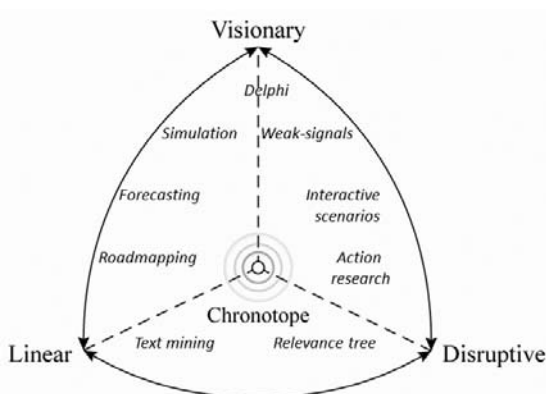 Visionary
Delphi
Simulation
Weak-signals
Forecasting
Interactive
scenarios
Roadmapping
Action
research
Chronotope
Linear
Text mining
Relevance tree
Disruptive